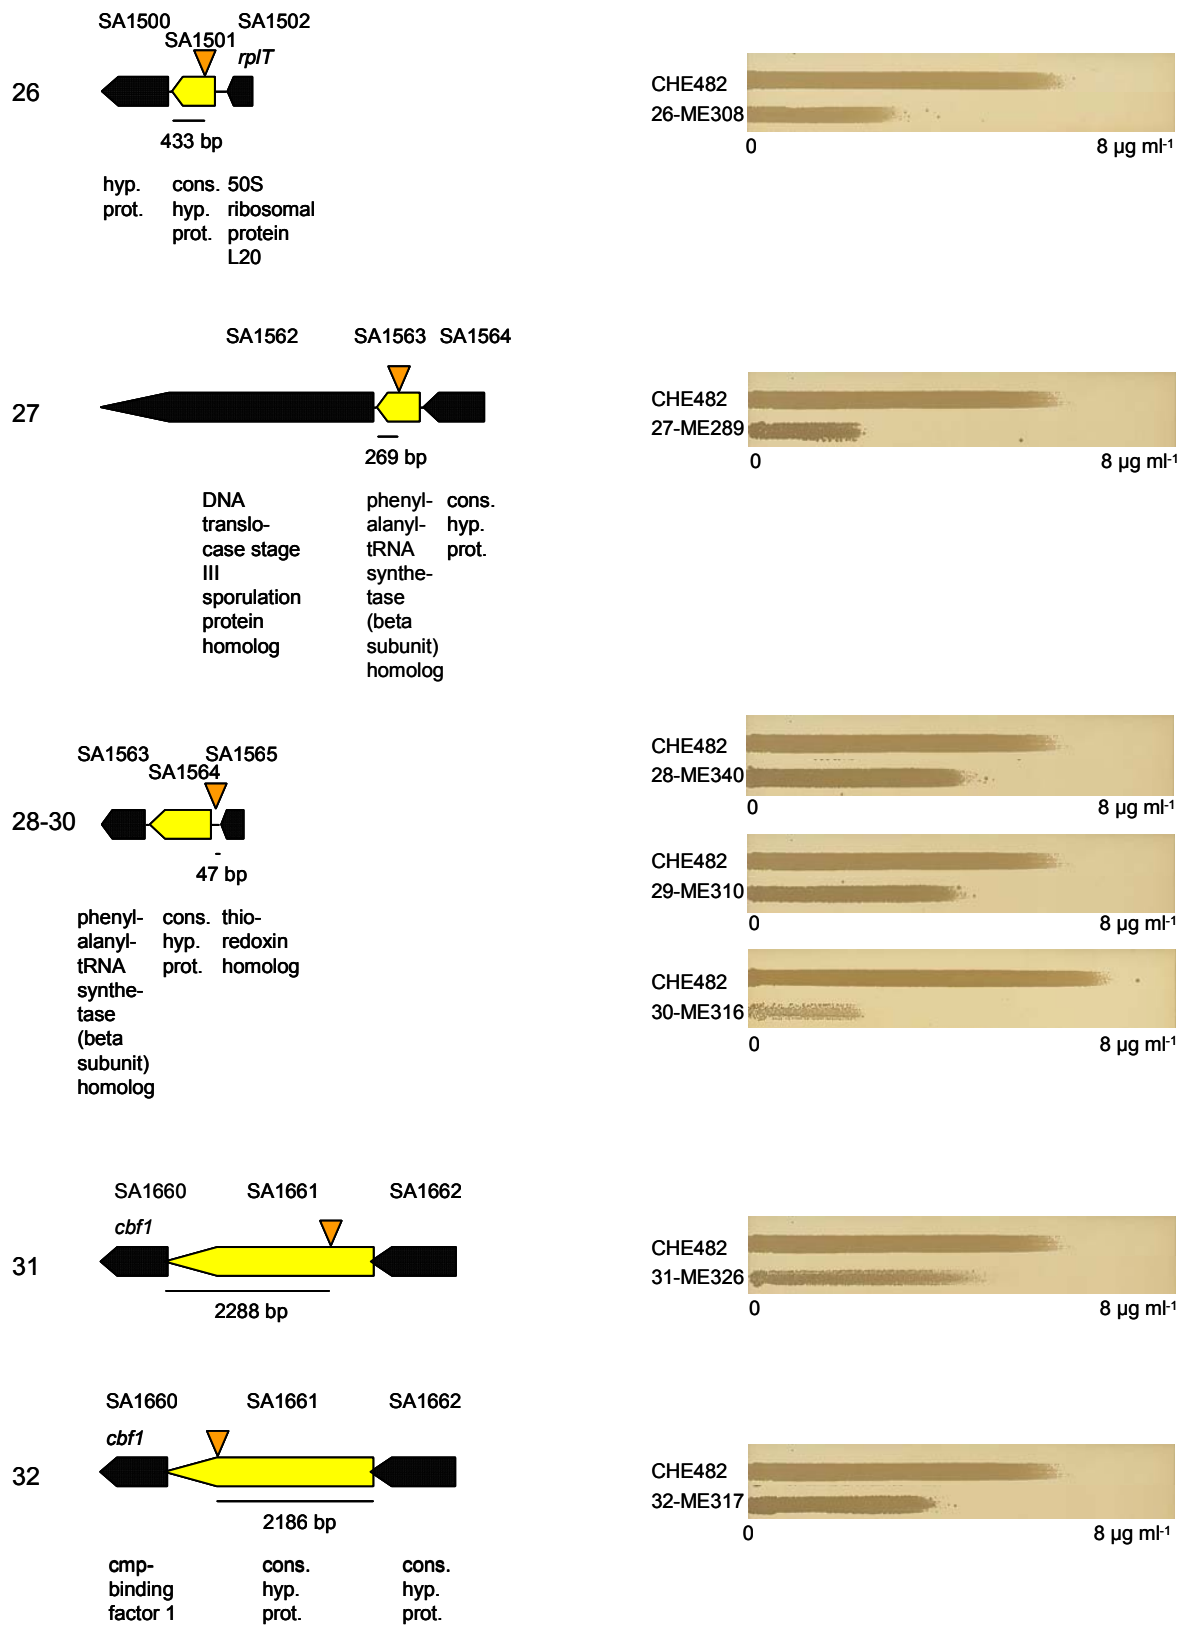 SA1500 SA1502
SA1501
rplT
26
433 bp
hyp. cons. 50S
prot. hyp. ribosomal
prot. protein
L20
CHE482
26-ME308
0 8 µg ml-1
SA1562 SA1563 SA1564
27
269 bp
DNA phenyl- cons.
translo- alanyl- hyp.
case stage tRNA prot.
III synthe-
sporulation tase
protein (beta
homolog subunit)
homolog
CHE482
27-ME289
0 8 µg ml-1
SA1563 SA1565
SA1564
28-30
47 bp
phenyl- cons. thio-
alanyl- hyp. redoxin
tRNA prot. homolog
synthe-
tase
(beta
subunit)
homolog
CHE482
28-ME340
0 8 µg ml-1
CHE482
29-ME310
0 8 µg ml-1
CHE482
30-ME316
0 8 µg ml-1
SA1660 SA1661 SA1662
cbf1
31
2288 bp
CHE482
31-ME326
0 8 µg ml-1
SA1660 SA1661 SA1662
cbf1
32
2186 bp
cmp- cons. cons.
binding hyp. hyp.
factor 1 prot. prot.
CHE482
32-ME317
0 8 µg ml-1